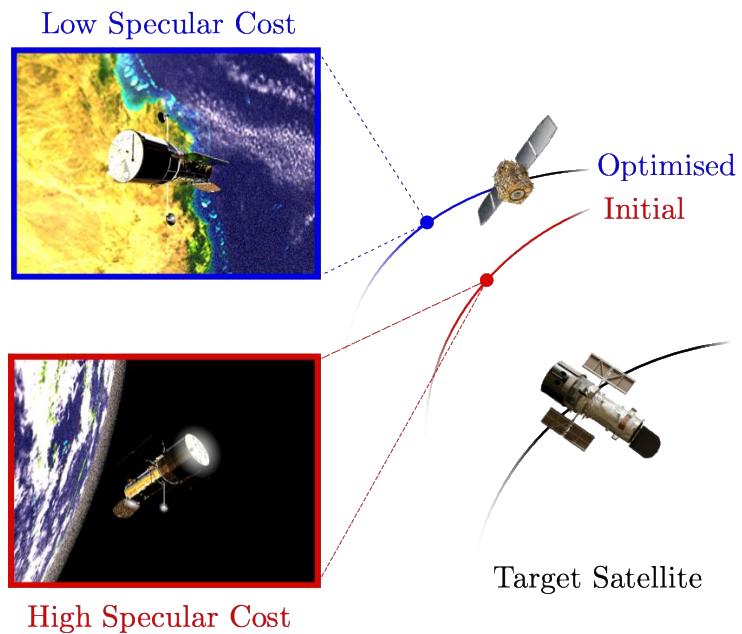 Low Specular Cost
Optimised
Initial
Target Satellite
High Specular Cost